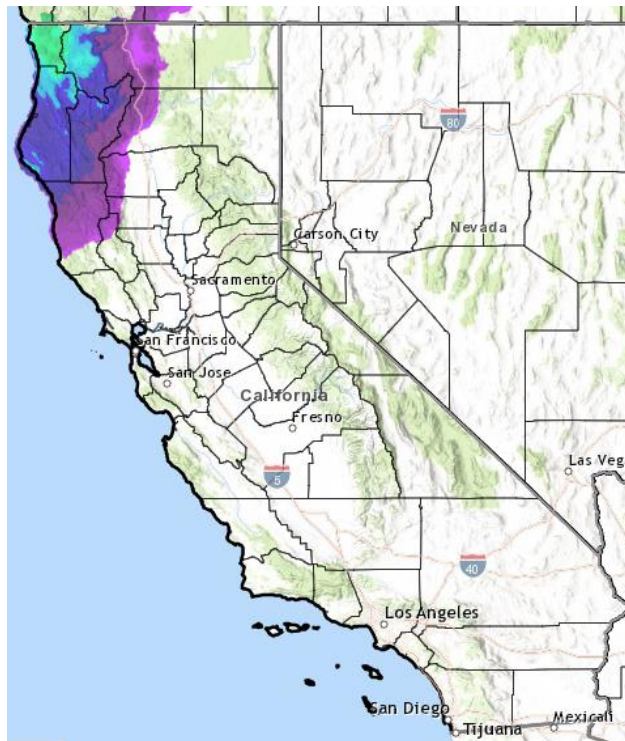 80
Nevada
Carson City
Sacramento
San Francisco
San Jose
California
Fresno
Las Veg
5
40
Los Angeles
San Diego
Mexicali
Tijuana